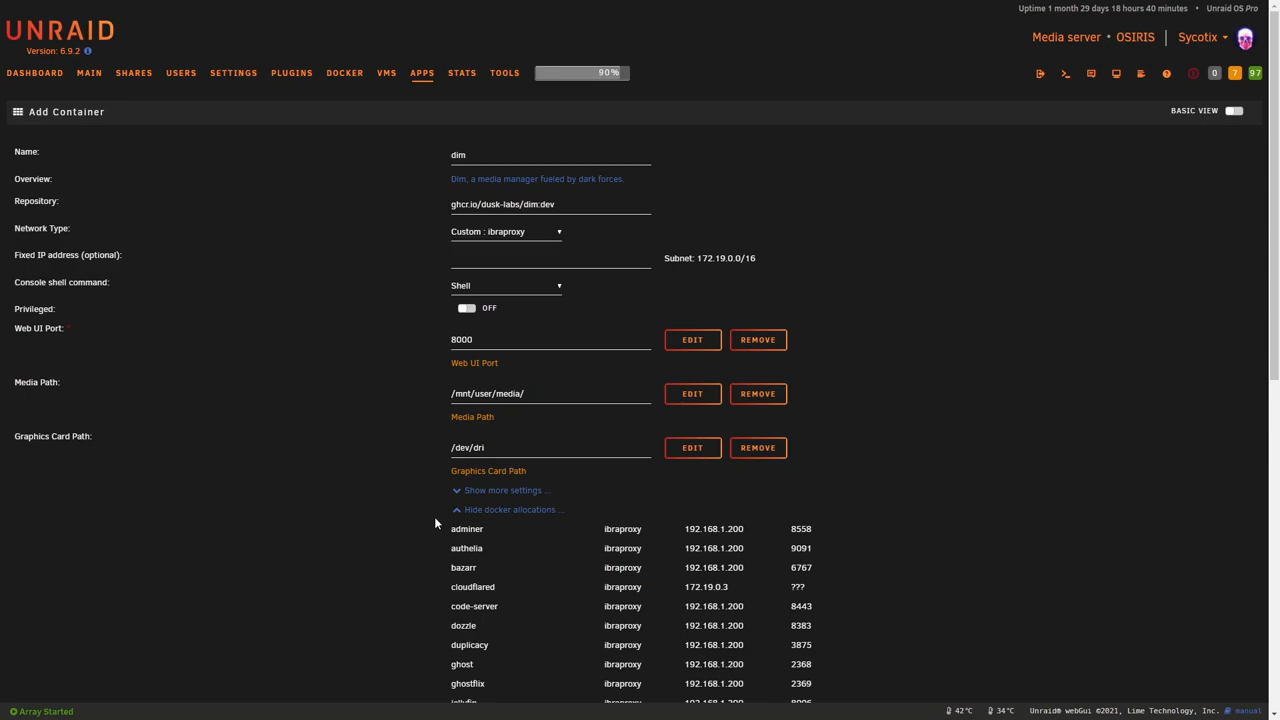 Uptime 1 month 29 days 18 hours 40 minutes • Unraid OS Pro
UNRAID
Version: 6.9.2
Media server • OSIRIS
Sycotix
DASHBOARD MAIN SHARES USERS SETTINGS PLUGINS DOCKER VMS APPS STATS TOOLS 90% 0 7 97
Add Container
BASIC VIEW
Name:
dim
Overview:
Dim, a media manager fueled by dark forces.
Repository:
ghcr.io/dusk-labs/dim:dev
Network Type:
Custom : ibraproxy
Fixed IP address (optional):
Subnet: 172.19.0.0/16
Console shell command:
Shell
Privileged:
OFF
Web UI Port: *
8000 EDIT REMOVE
Web UI Port
Media Path:
/mnt/user/media/ EDIT REMOVE
Media Path
Graphics Card Path:
/dev/dri EDIT REMOVE
Graphics Card Path
Show more settings ...
Hide docker allocations ...
adminer ibraproxy 192.168.1.200 8558
authelia ibraproxy 192.168.1.200 9091
bazarr ibraproxy 192.168.1.200 6767
cloudflared ibraproxy 172.19.0.3 ???
code-server ibraproxy 192.168.1.200 8443
dozzle ibraproxy 192.168.1.200 8383
duplicacy ibraproxy 192.168.1.200 3875
ghost ibraproxy 192.168.1.200 2368
ghostflix ibraproxy 192.168.1.200 2369
Array Started
42°C 34°C Unraid® webGui ©2021, Lime Technology, Inc. manual